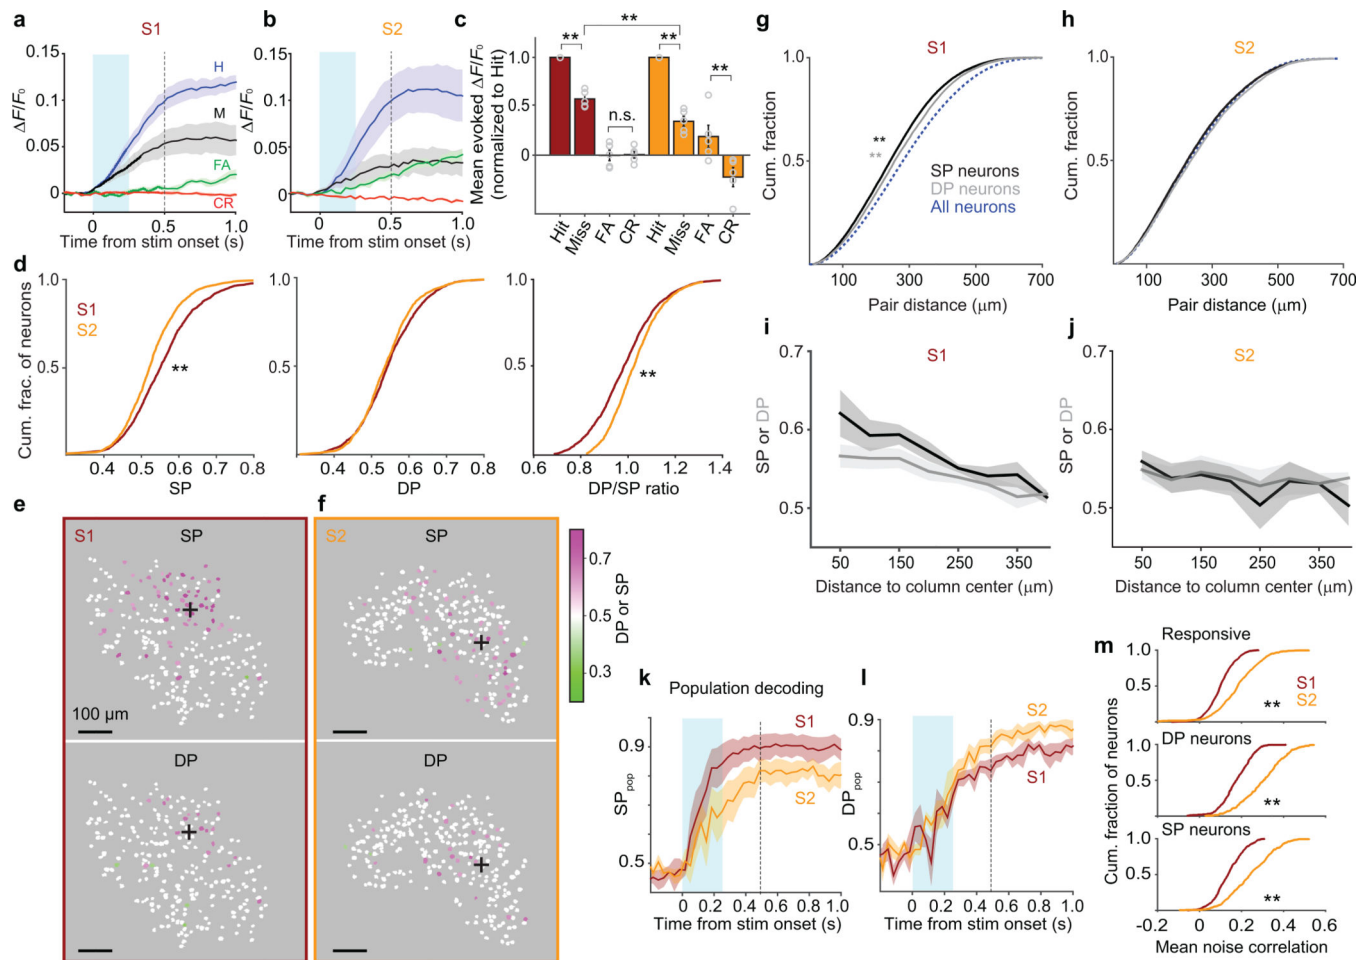 a
S1
0.15
0.1
0.05
0
ΔF/F₀
H
M
FA
CR
0
0.5
1.0
Time from stim onset (s)
b
S2
0.15
0.1
0.05
0
ΔF/F₀
0
0.5
1.0
Time from stim onset (s)
c
Mean evoked ΔF/F₀
(normalized to Hit)
1.0
0.5
0
**
**
**
**
n.s.
Hit
Miss
FA
CR
Hit
Miss
FA
CR
d
Cum. frac. of neurons
1.0
0.5
S1
S2
**
0.4
0.5
0.6
0.7
0.8
SP
1.0
0.5
0.4
0.5
0.6
0.7
0.8
DP
1.0
0.5
**
0.6
0.8
1.0
1.2
1.4
DP/SP ratio
e
S1
SP
100 µm
DP
f
S2
SP
DP
0.7
0.5
0.3
DP or SP
g
S1
Cum. fraction
1.0
0.5
**
**
SP neurons
DP neurons
All neurons
100
300
500
700
Pair distance (µm)
h
S2
Cum. fraction
1.0
0.5
100
300
500
700
Pair distance (µm)
i
S1
SP or DP
0.7
0.6
0.5
50
150
250
350
Distance to column center (µm)
j
S2
SP or DP
0.7
0.6
0.5
50
150
250
350
Distance to column center (µm)
k
Population decoding
SPpop
0.9
0.5
S1
S2
0
0.2
0.4
0.6
0.8
1.0
Time from stim onset (s)
l
DPpop
0.9
0.5
S2
S1
0
0.2
0.4
0.6
0.8
1.0
Time from stim onset (s)
m
Cum. fraction of neurons
Responsive
1.0
0.5
S1
S2
**
DP neurons
1.0
0.5
**
SP neurons
1.0
0.5
**
-0.2
0
0.2
0.4
0.6
Mean noise correlation